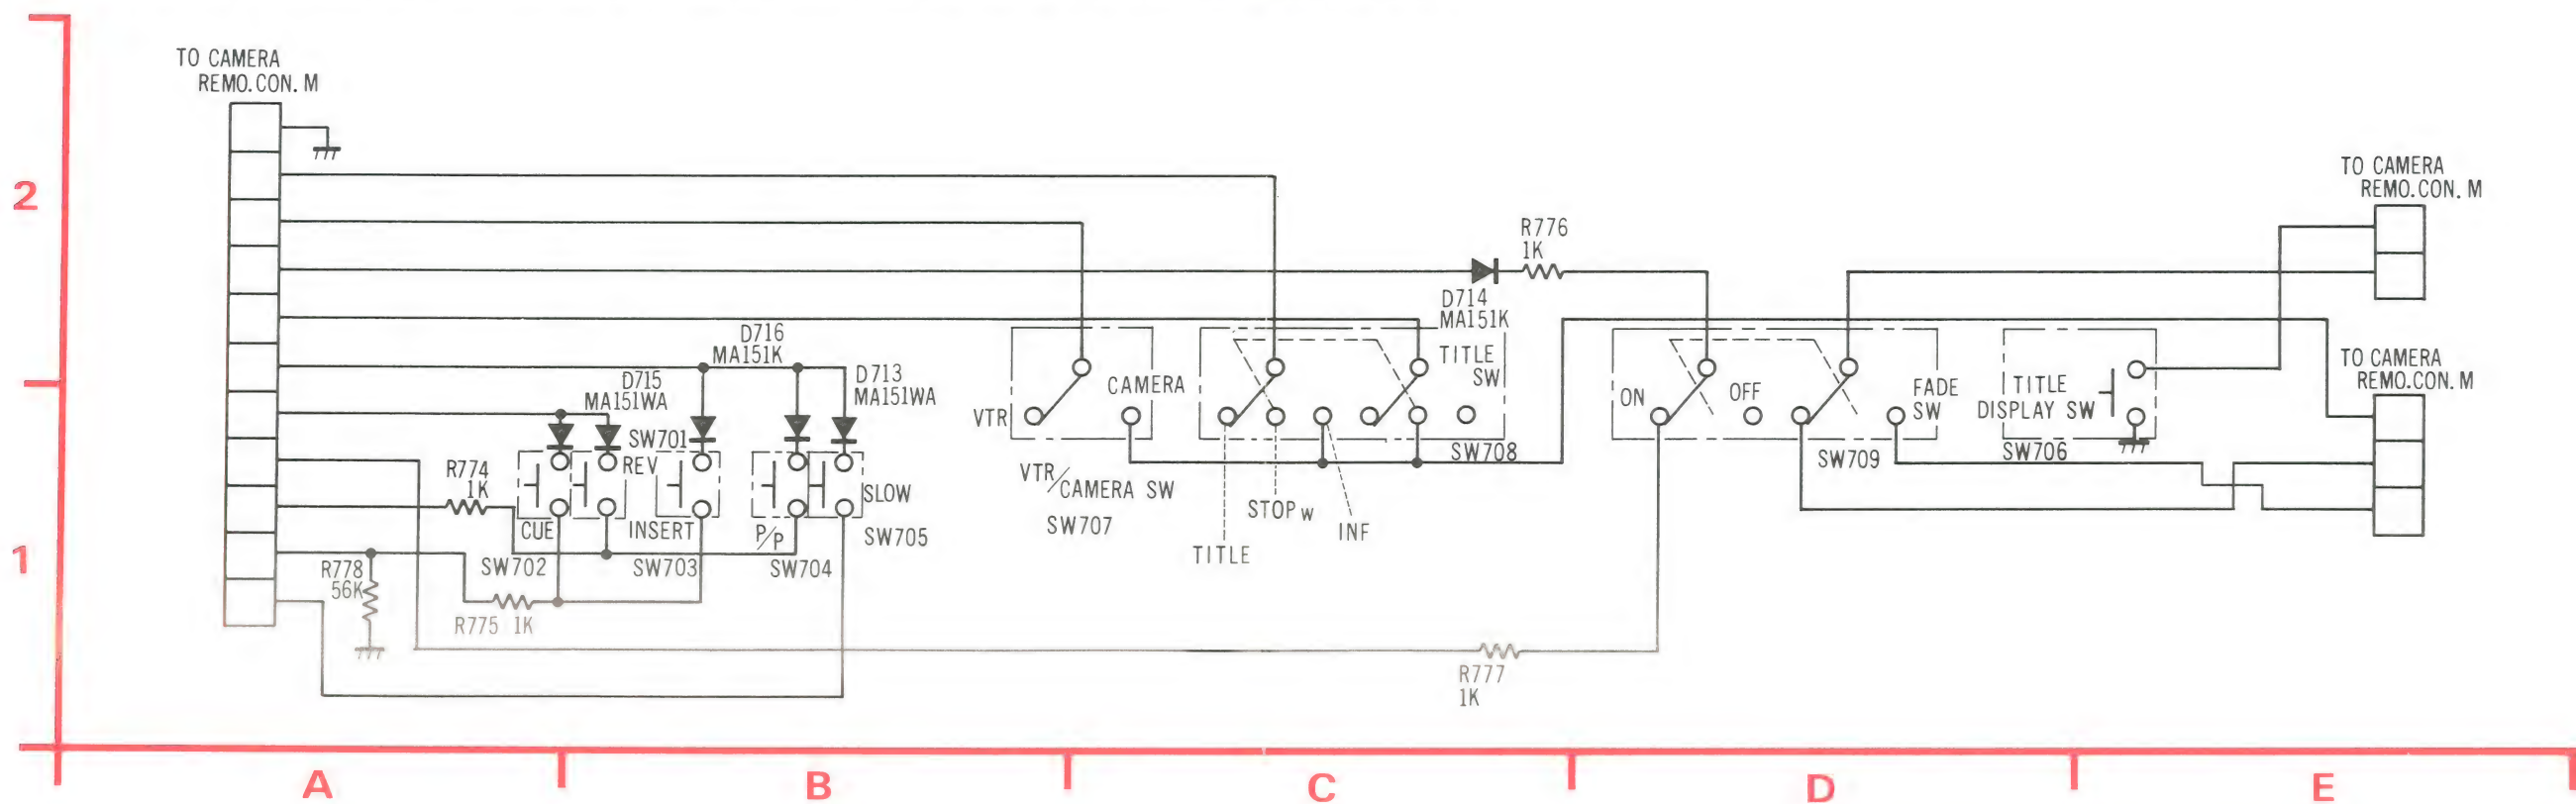 TO CAMERA
REMO.CON. M
2
1
A
B
C
D
E
D716
MA151K
D715
MA151WA
D713
MA151WA
SW701
REV
R774
1K
CUE
SW702
INSERT
SW703
P/P
SW704
SLOW
SW705
R778
56K
R775 1K
VTR
CAMERA
VTR/CAMERA SW
SW707
R776
1K
D714
MA151K
TITLE
SW
SW708
TITLE
STOP W
INF
R777
1K
ON
OFF
FADE
SW
SW709
TITLE
DISPLAY SW
SW706
TO CAMERA
REMO.CON. M
TO CAMERA
REMO.CON. M